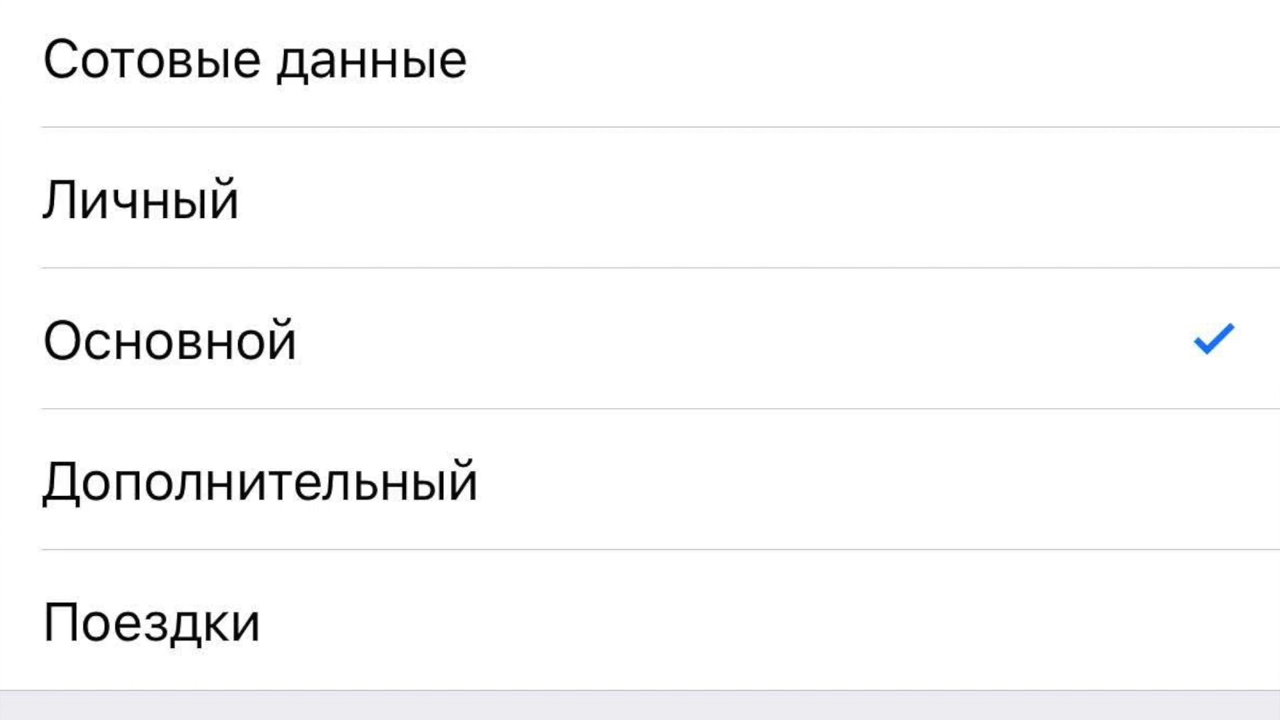 Сотовые данные
Личный
Основной
Дополнительный
Поездки